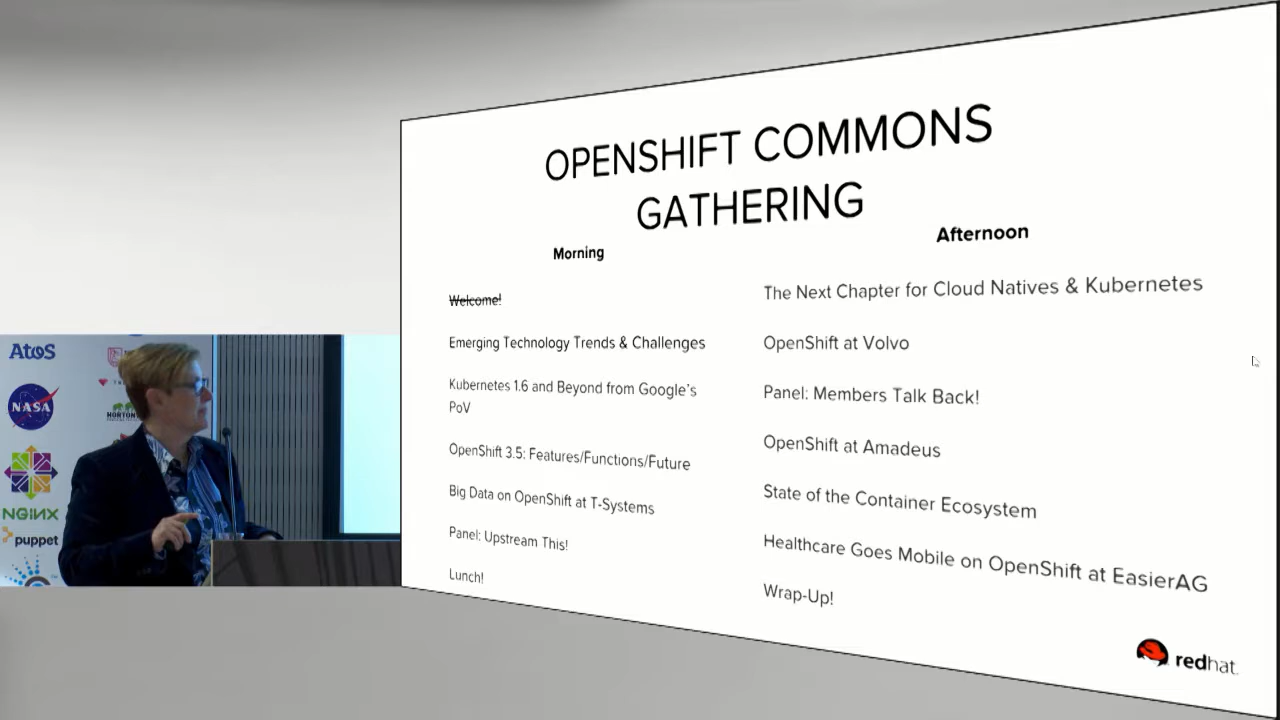 OPENSHIFT COMMONS
GATHERING
Morning
Welcome!
Emerging Technology Trends & Challenges
Kubernetes 1.6 and Beyond from Google's
PoV
OpenShift 3.5: Features/Functions/Future
Big Data on OpenShift at T-Systems
Panel: Upstream This!
Lunch!
Afternoon
The Next Chapter for Cloud Natives & Kubernetes
OpenShift at Volvo
Panel: Members Talk Back!
OpenShift at Amadeus
State of the Container Ecosystem
Healthcare Goes Mobile on OpenShift at EasierAG
Wrap-Up!
redhat.
Atos
NASA
NGINX
puppet